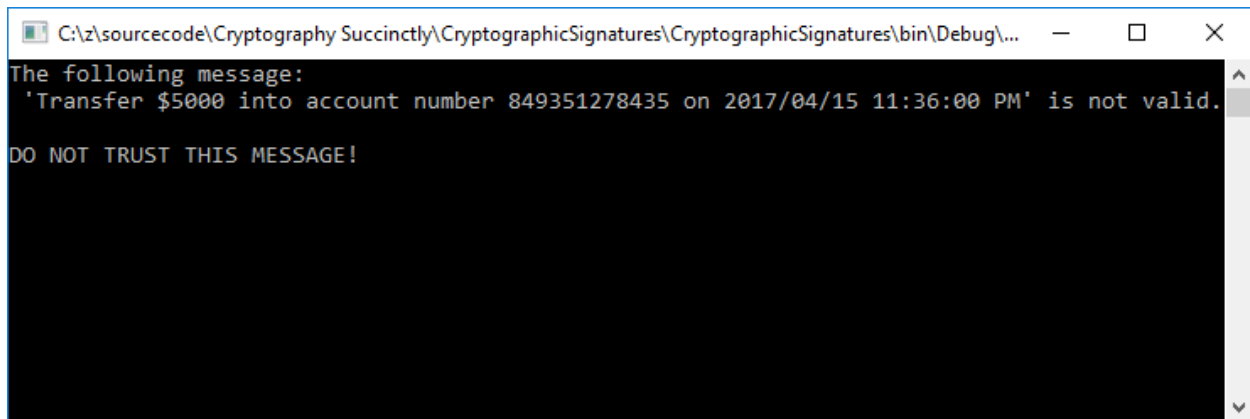 C:\z\sourcecode\Cryptography Succinctly\CryptographicSignatures\CryptographicSignatures\bin\Debug\...
The following message:
'Transfer $5000 into account number 849351278435 on 2017/04/15 11:36:00 PM' is not valid.
DO NOT TRUST THIS MESSAGE!